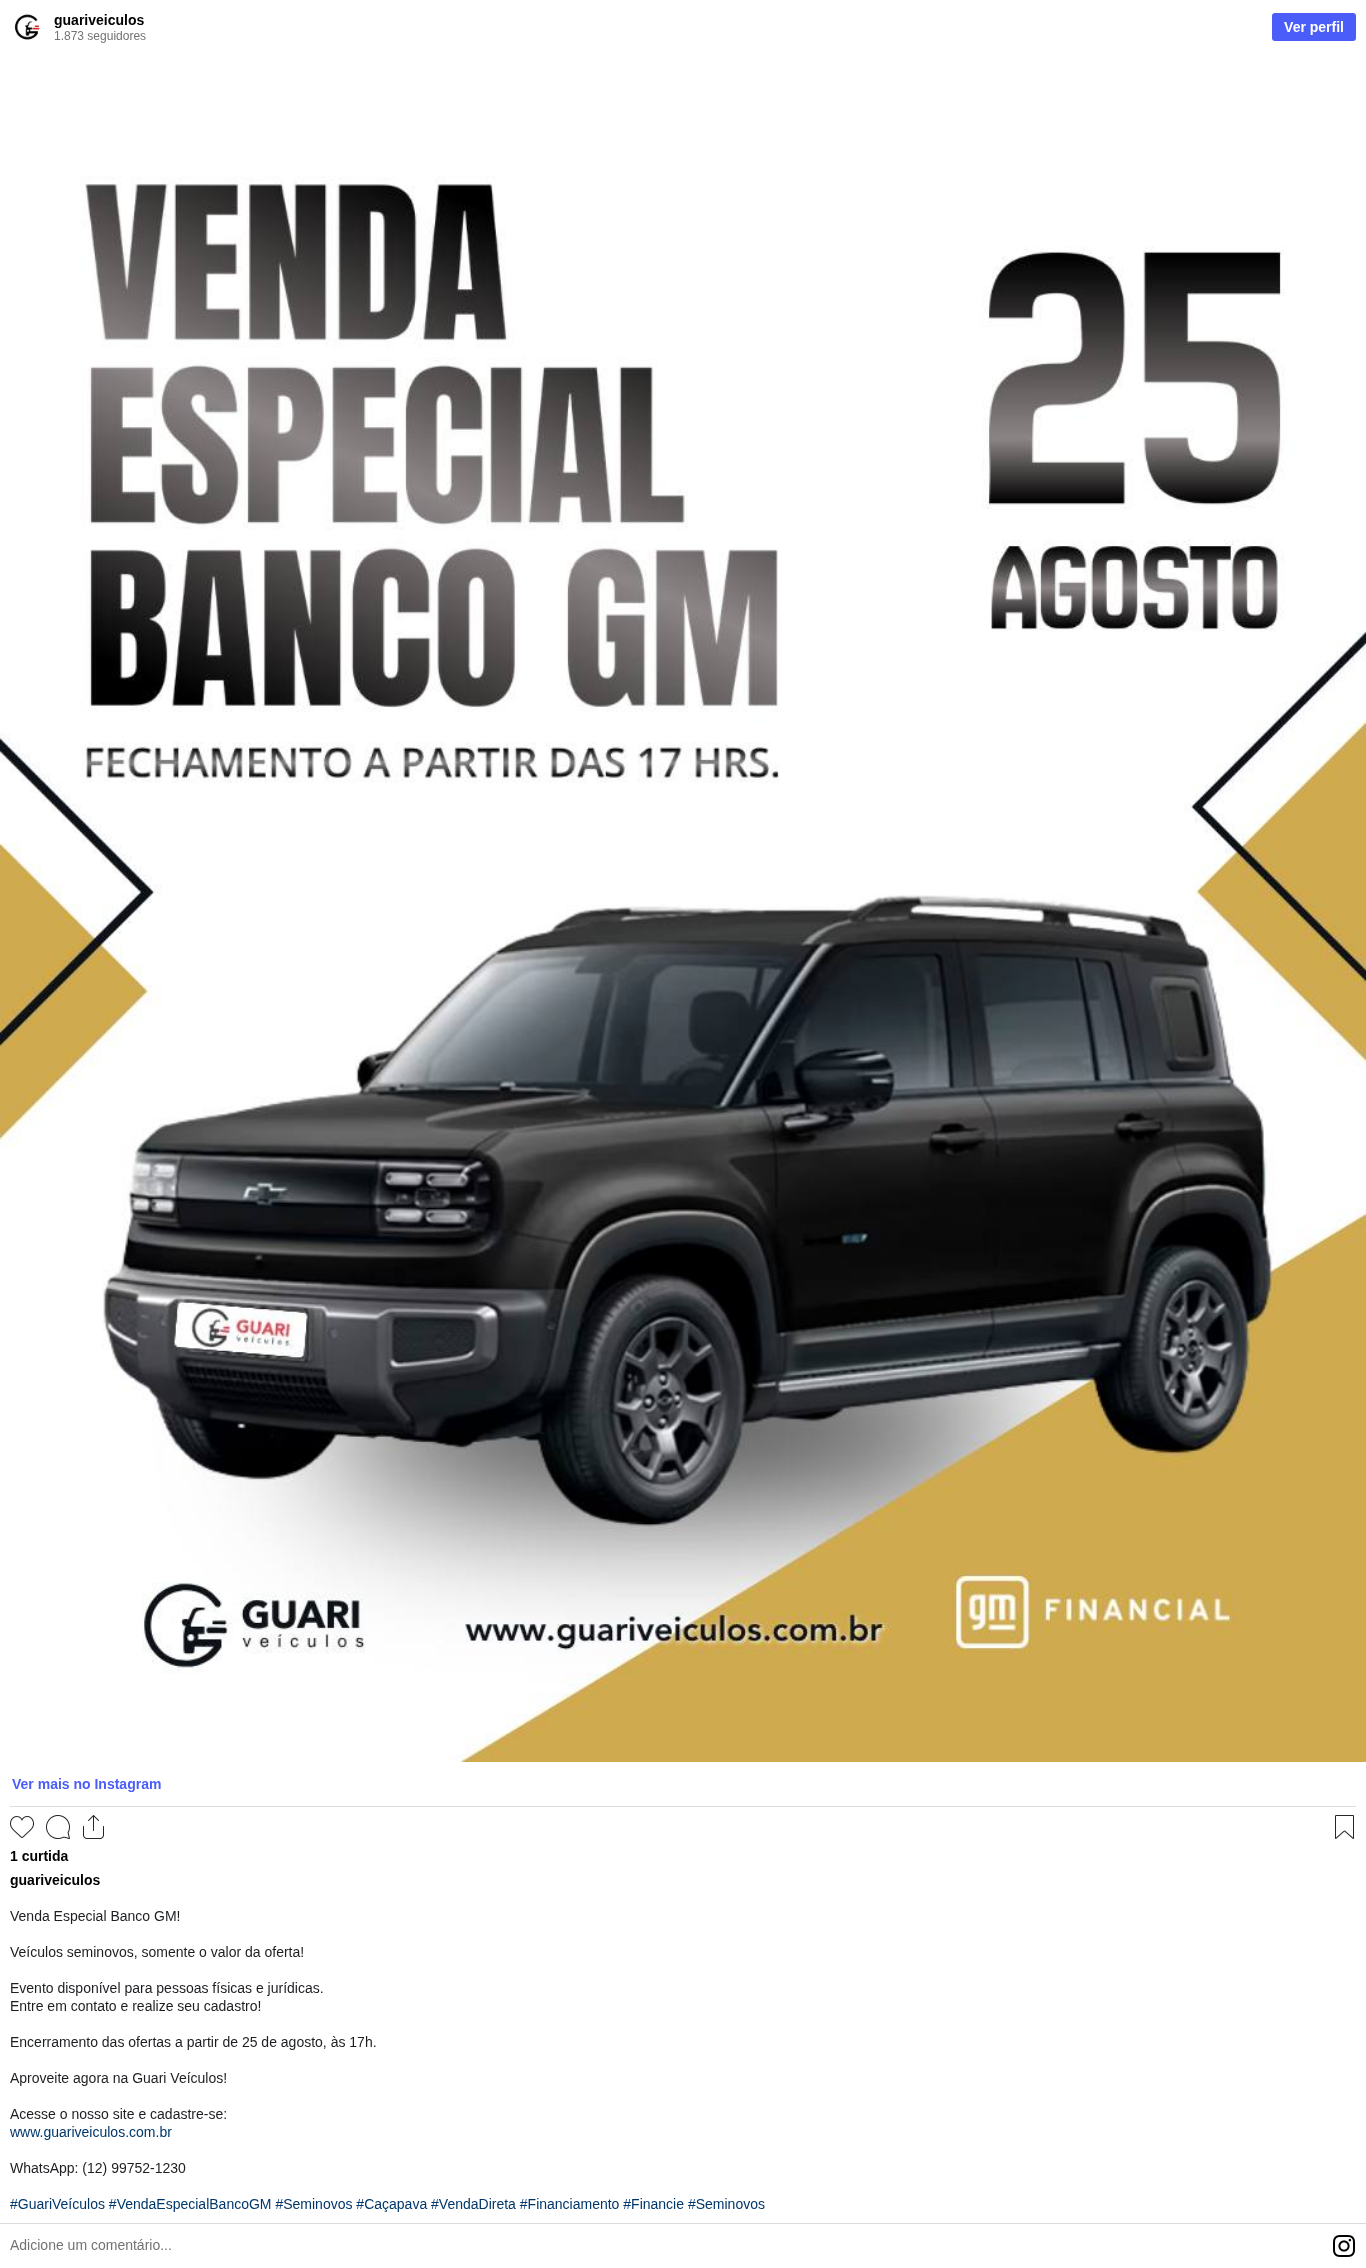 guariveiculos
1.873 seguidores
Ver perfil
VENDA
ESPECIAL
BANCO GM
FECHAMENTO A PARTIR DAS 17 HRS.
25
AGOSTO
GUARI
veículos
GUARI
veículos
www.guariveiculos.com.br
gm FINANCIAL
Ver mais no Instagram
1 curtida
guariveiculos
Venda Especial Banco GM!
Veículos seminovos, somente o valor da oferta!
Evento disponível para pessoas físicas e jurídicas.
Entre em contato e realize seu cadastro!
Encerramento das ofertas a partir de 25 de agosto, às 17h.
Aproveite agora na Guari Veículos!
Acesse o nosso site e cadastre-se:
www.guariveiculos.com.br
WhatsApp: (12) 99752-1230
#GuariVeículos #VendaEspecialBancoGM #Seminovos #Caçapava #VendaDireta #Financiamento #Financie #Seminovos
Adicione um comentário...